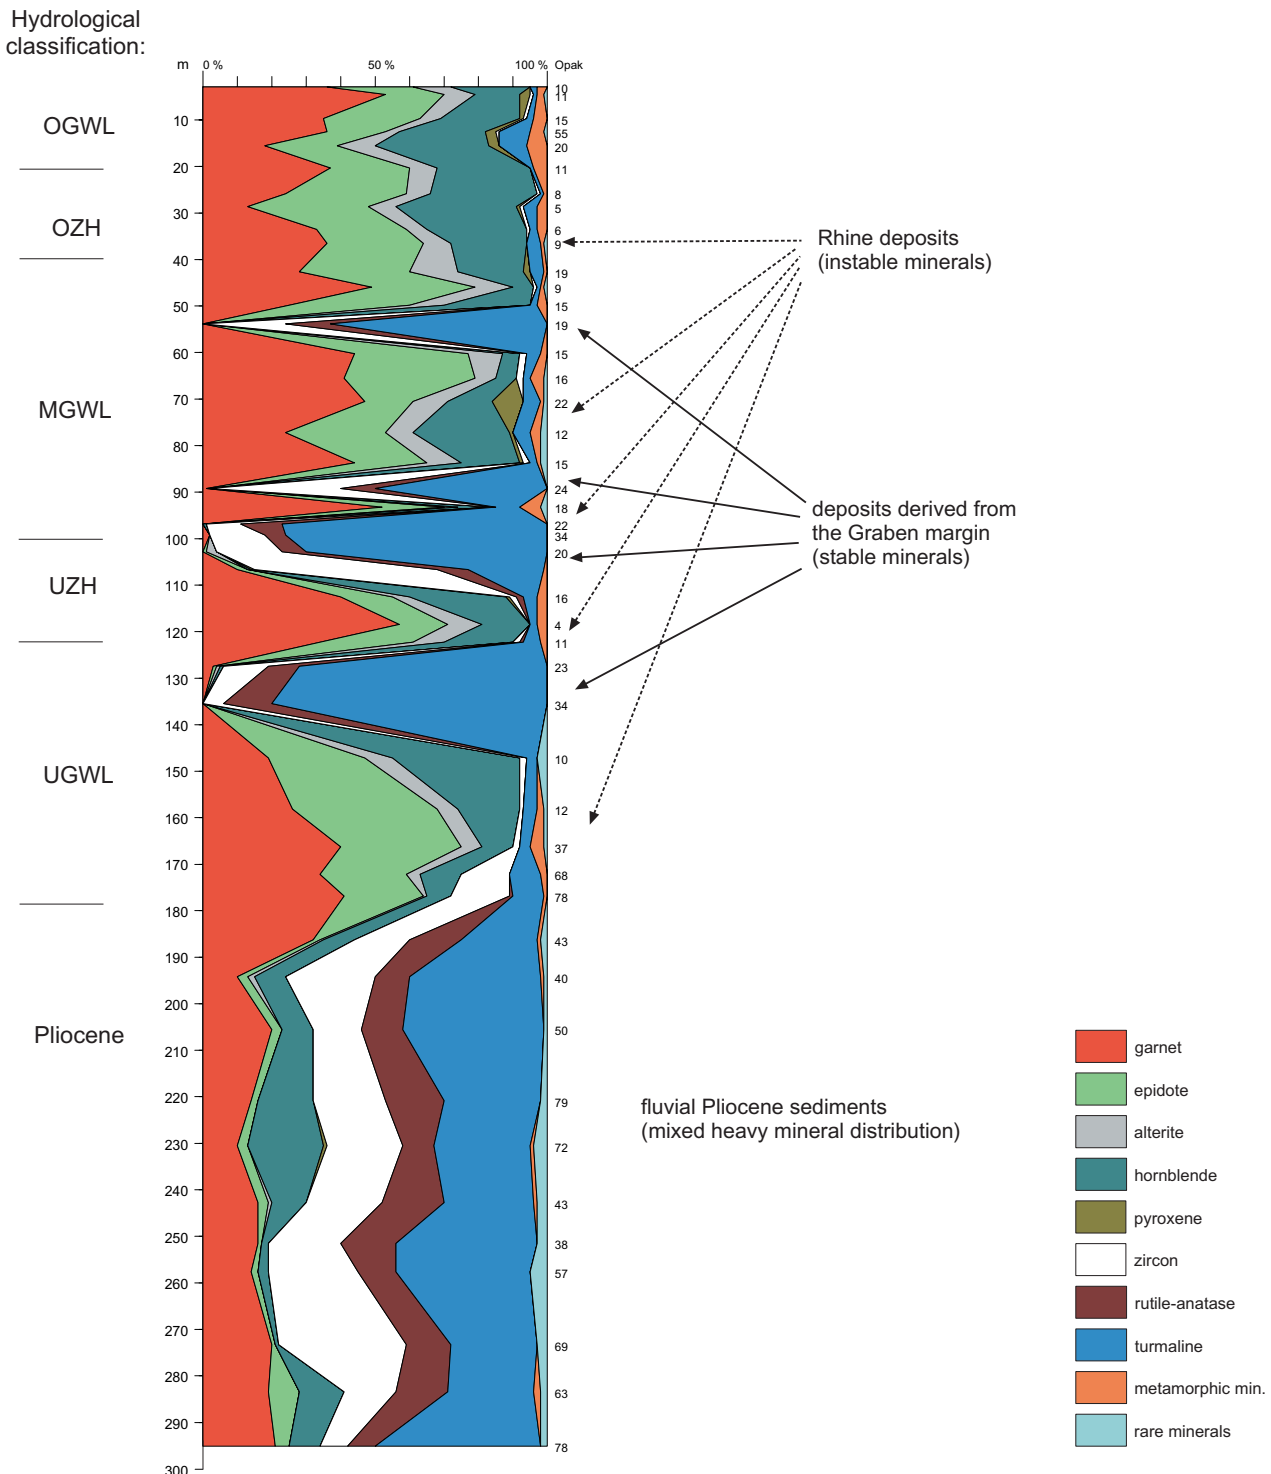 Hydrological
classification:
m 0 % 50 % 100 % Opak
OGWL
OZH
MGWL
UZH
UGWL
Pliocene
10
20
30
40
50
60
70
80
90
100
110
120
130
140
150
160
170
180
190
200
210
220
230
240
250
260
270
280
290
300
10
11
15
55
20
11
8
5
6
9
19
9
15
19
15
16
22
12
15
24
18
22
34
20
16
4
11
23
34
10
12
37
68
78
43
40
50
79
72
43
38
57
69
63
78
Rhine deposits
(instable minerals)
deposits derived from
the Graben margin
(stable minerals)
fluvial Pliocene sediments
(mixed heavy mineral distribution)
garnet
epidote
alterite
hornblende
pyroxene
zircon
rutile-anatase
turmaline
metamorphic min.
rare minerals